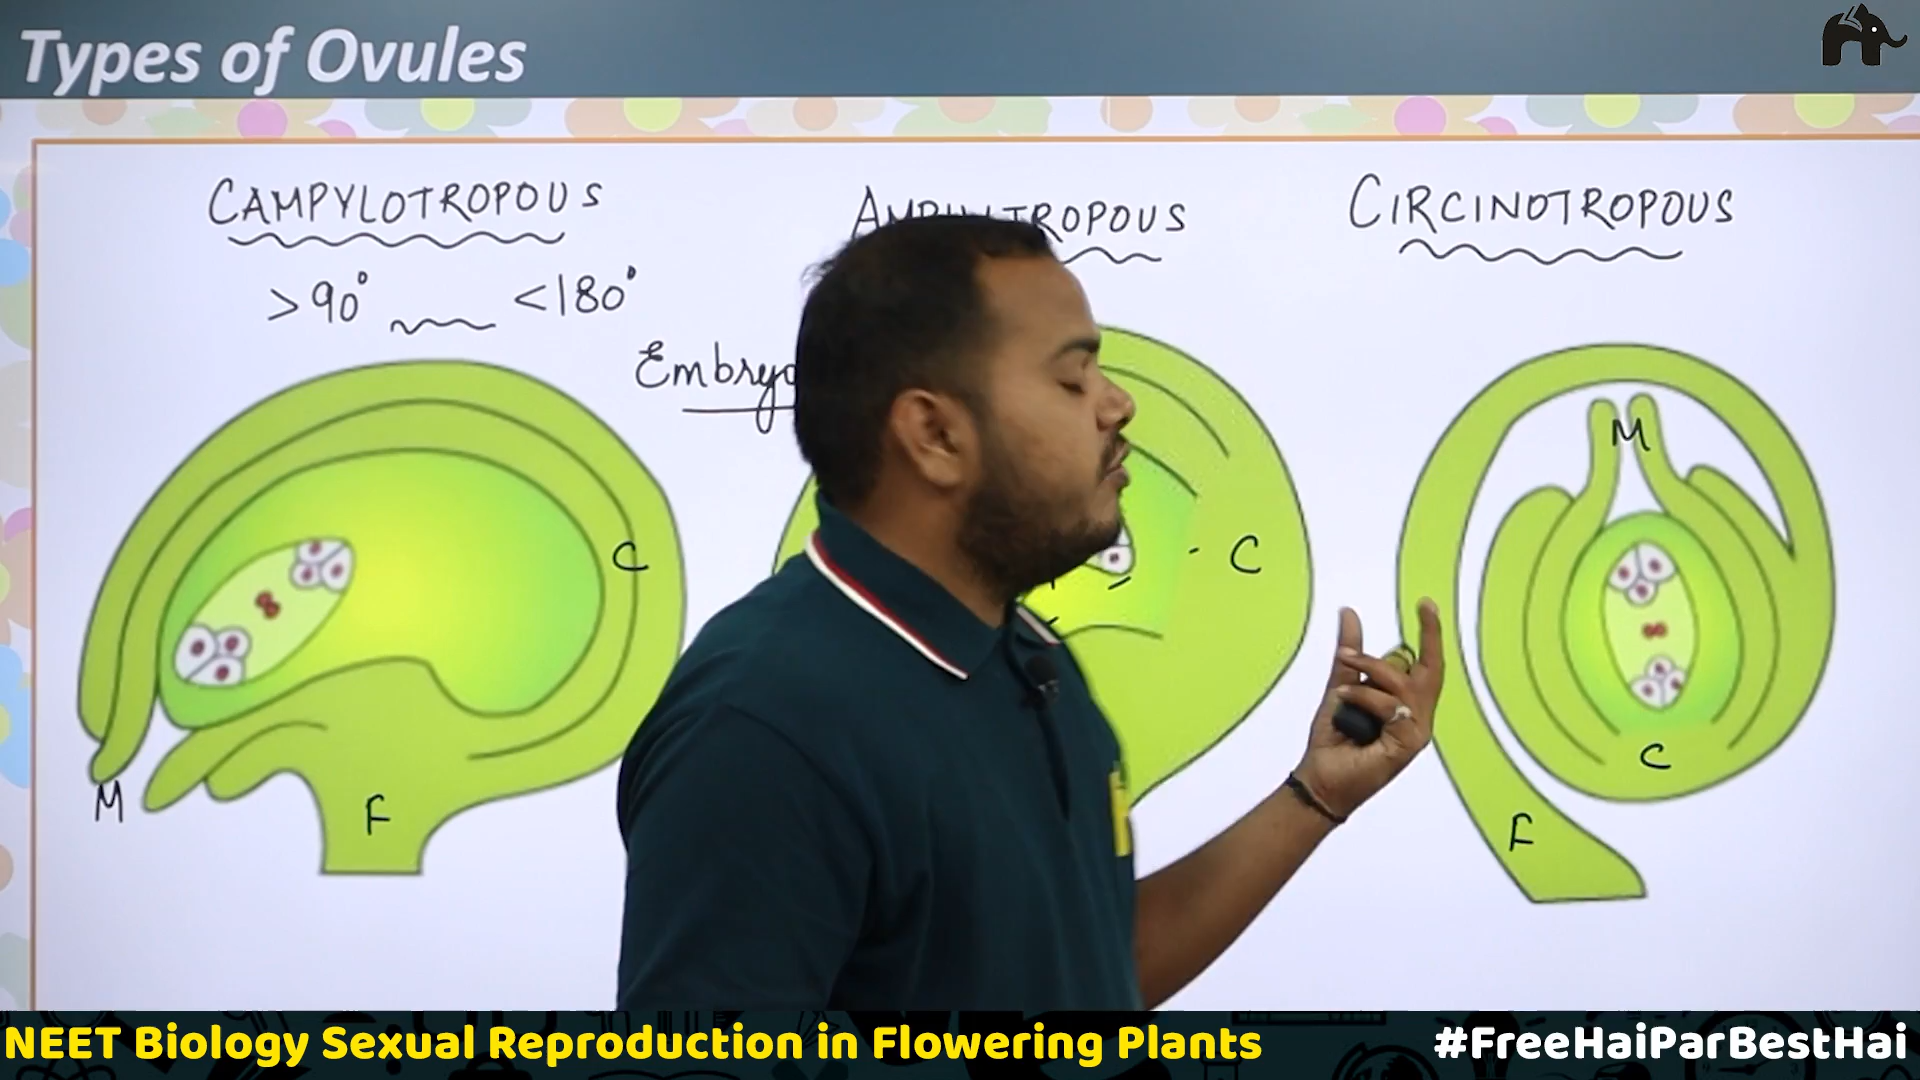 Types of Ovules
CAMPYLOTROPOUS
CIRCINOTROPOUS
>90° <180°
M
C
C
C
M
F
F
NEET Biology Sexual Reproduction in Flowering Plants
#FreeHaiParBestHai